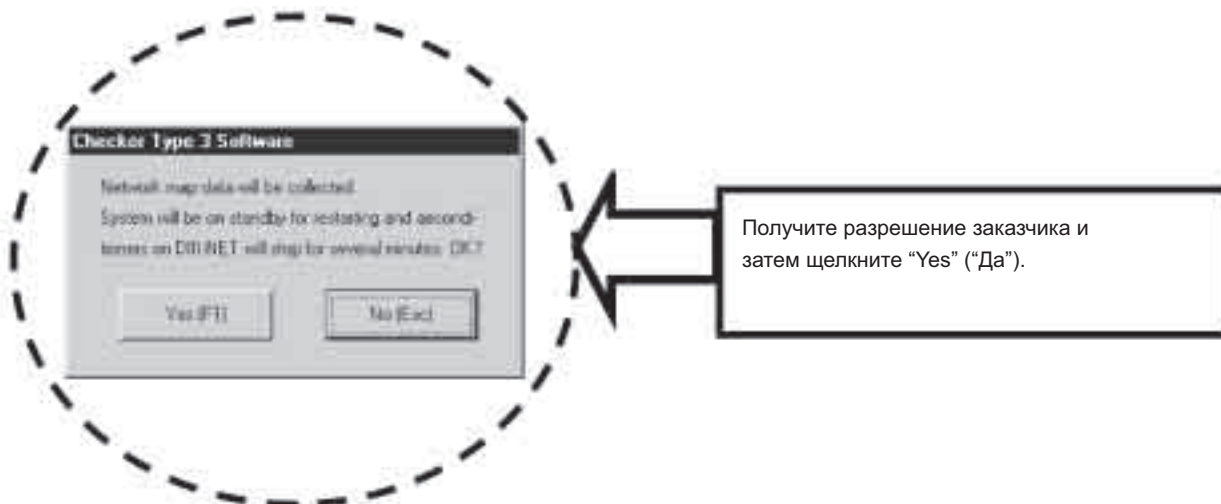 Checker Type 3 Software
Network map data will be collected.
System will be on standby for restarting and aircondi-
tioners on DIII-NET will stop for several minutes. OK?
Yes (F1)
No (Esc)
Получите разрешение заказчика и
затем щелкните “Yes” (“Да”).